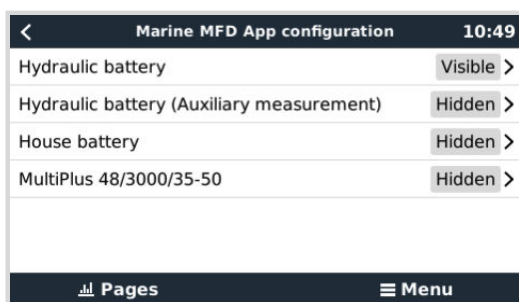 Marine MFD App configuration 10:49
Hydraulic battery Visible
Hydraulic battery (Auxiliary measurement) Hidden
House battery Hidden
MultiPlus 48/3000/35-50 Hidden
Pages Menu